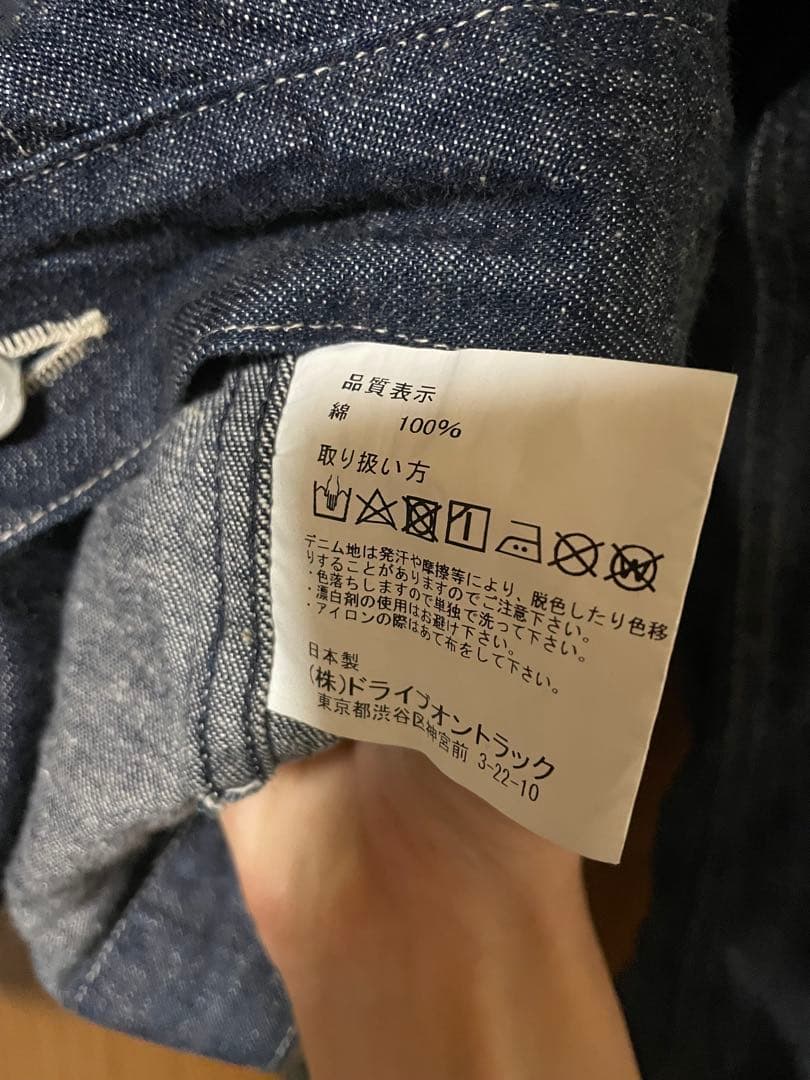 品質表示
綿 100%
取り扱い方
デニム地は発汗や摩擦等により、脱色したり色移
りすることがありますのでご注意下さい。
・色落ちしますので単独で洗って下さい。
・漂白剤の使用はお避け下さい。
・アイロンの際はあて布をして下さい。
日本製
(株)ドライブオントラック
東京都渋谷区神宮前 3-22-10